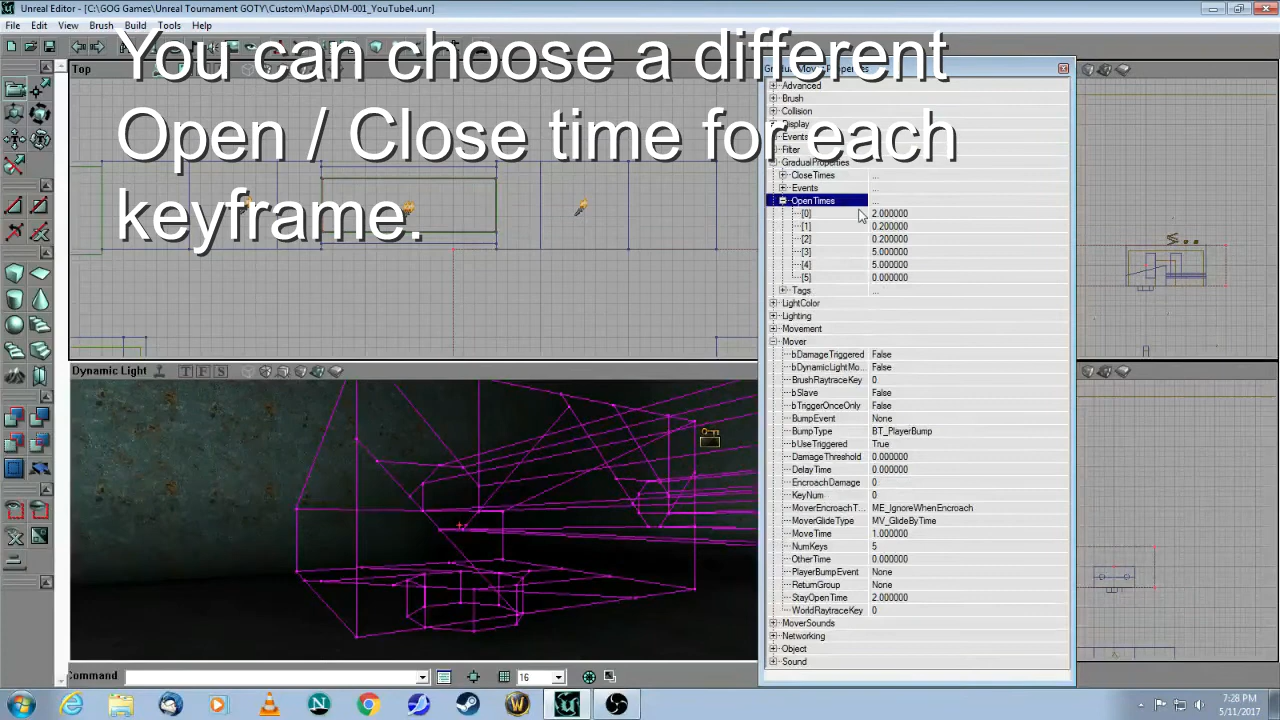 Unreal Editor - [C:\GOG Games\Unreal Tournament GOTY\Custom\Maps\DM-001_YouTube4.unr]
File Edit View Brush Build Tools Help
You can choose a different
Open / Close time for each
keyframe.
Top
Advanced
Brush
Collision
Display
Events
Filter
GradualProperties
CloseTimes ...
Events ...
OpenTimes ...
[0] 2.000000
[1] 0.200000
[2] 0.200000
[3] 5.000000
[4] 5.000000
[5] 0.000000
Tags ...
LightColor
Lighting
Movement
Mover
bDamageTriggered False
bDynamicLightMo... False
BrushRaytraceKey 0
bSlave False
bTriggerOnceOnly False
BumpEvent None
BumpType BT_PlayerBump
bUseTriggered True
DamageThreshold 0.000000
DelayTime 0.000000
EncroachDamage 0
KeyNum 0
MoverEncroachT... ME_IgnoreWhenEncroach
MoverGlideType MV_GlideByTime
MoveTime 1.000000
NumKeys 5
OtherTime 0.000000
PlayerBumpEvent None
ReturnGroup None
StayOpenTime 2.000000
WorldRaytraceKey 0
MoverSounds
Networking
Object
Sound
Dynamic Light T F S
Command 16
7:28 PM
5/11/2017